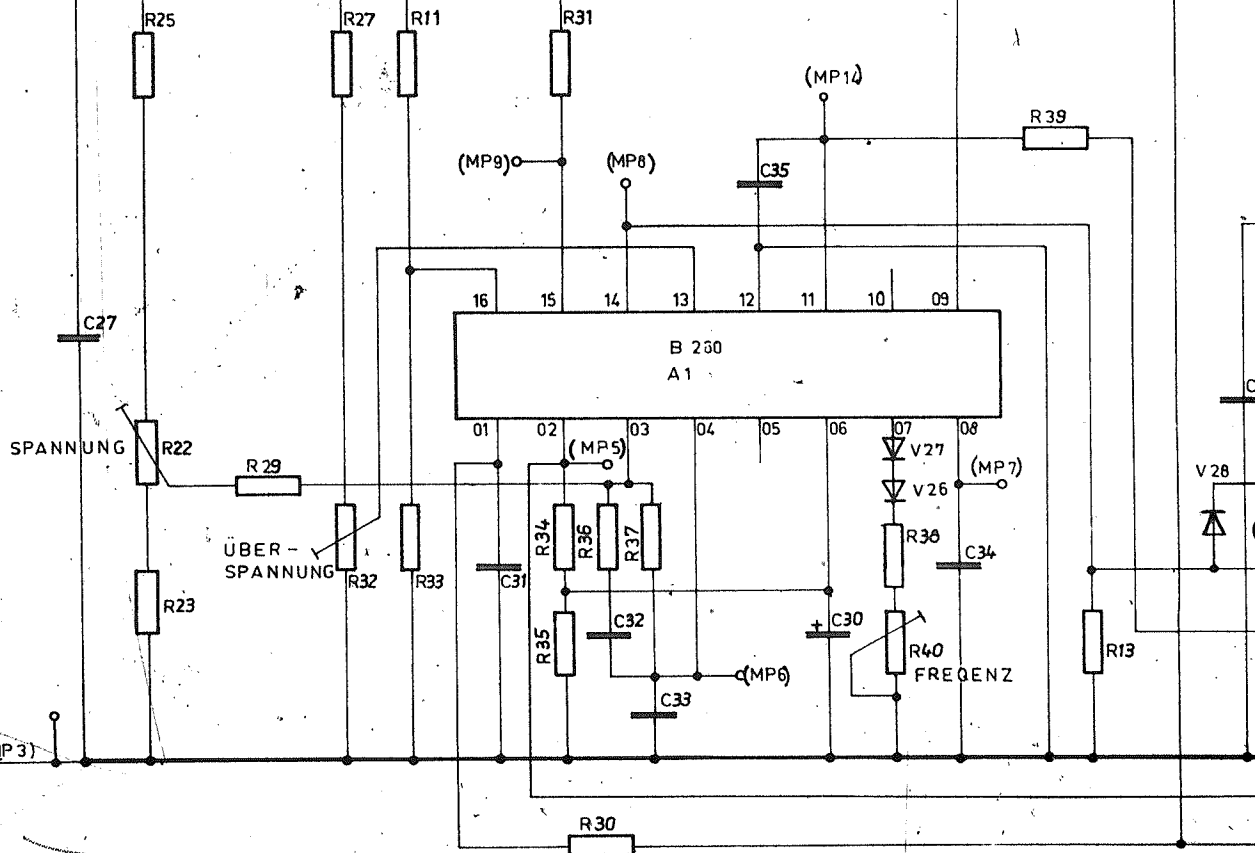 R25
R27
R11
R31
(MP14)
R39
(MP9)
(MP8)
C35
16
15
14
13
12
11
10
09
C27
B 260
A1
01
02
03
04
05
06
07
08
(MP5)
V27
(MP7)
SPANNUNG
R22
R29
V26
V28
R34
R36
R37
R38
ÜBER-
SPANNUNG
R32
R33
C31
C34
C
R23
C32
+
C30
R35
R40
R13
FREQENZ
(MP6)
C33
P3)
R30